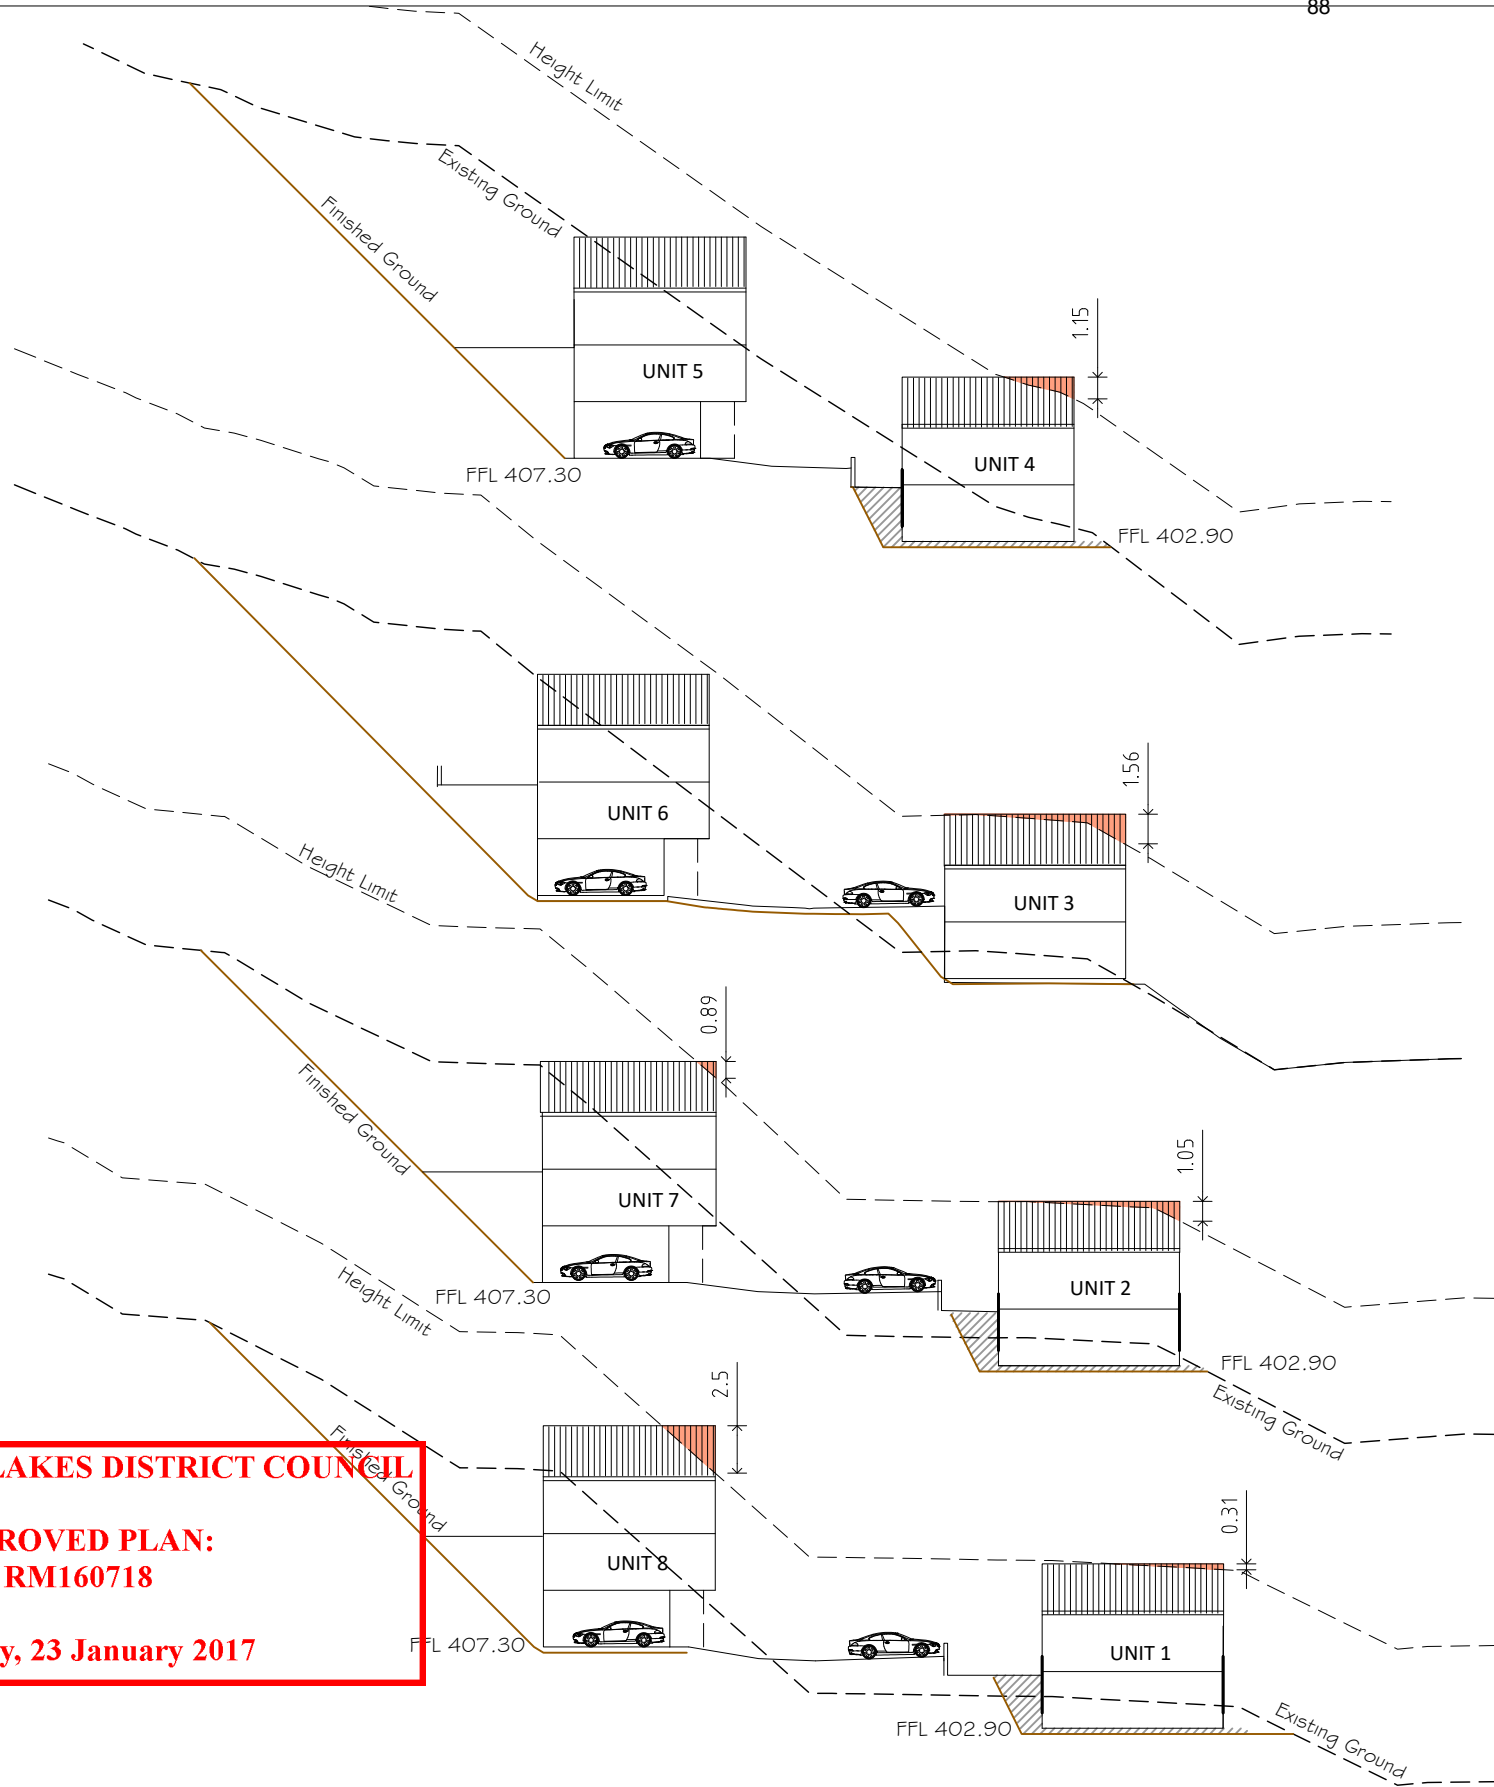 88
Height Limit
Existing Ground
Finished Ground
1.15
UNIT 5
UNIT 4
FFL 407.30
FFL 402.90
1.56
UNIT 6
UNIT 3
Height Limit
0.89
Finished Ground
1.05
UNIT 7
UNIT 2
FFL 407.30
FFL 402.90
Height Limit
Existing Ground
2.5
Finished Ground
LAKES DISTRICT COUNCIL
ROVED PLAN:
RM160718
y, 23 January 2017
0.31
UNIT 8
UNIT 1
FFL 407.30
FFL 402.90
Existing Ground